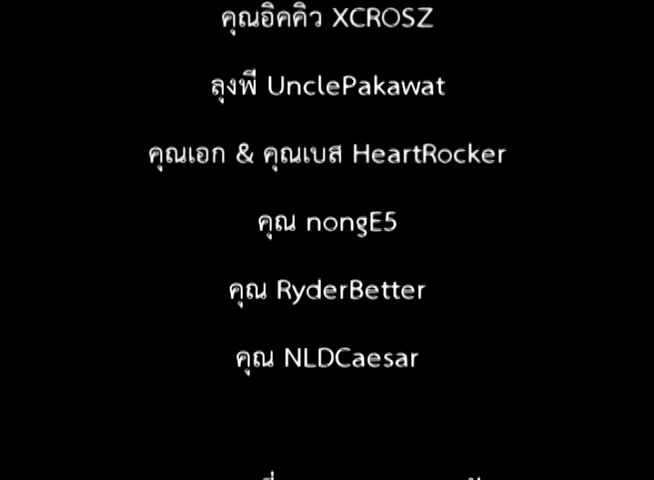 คุณอิคคิว XCROSZ
ลุงพี UnclePakawat
คุณเอก & คุณเบส HeartRocker
คุณ nongE5
คุณ RyderBetter
คุณ NLDCaesar